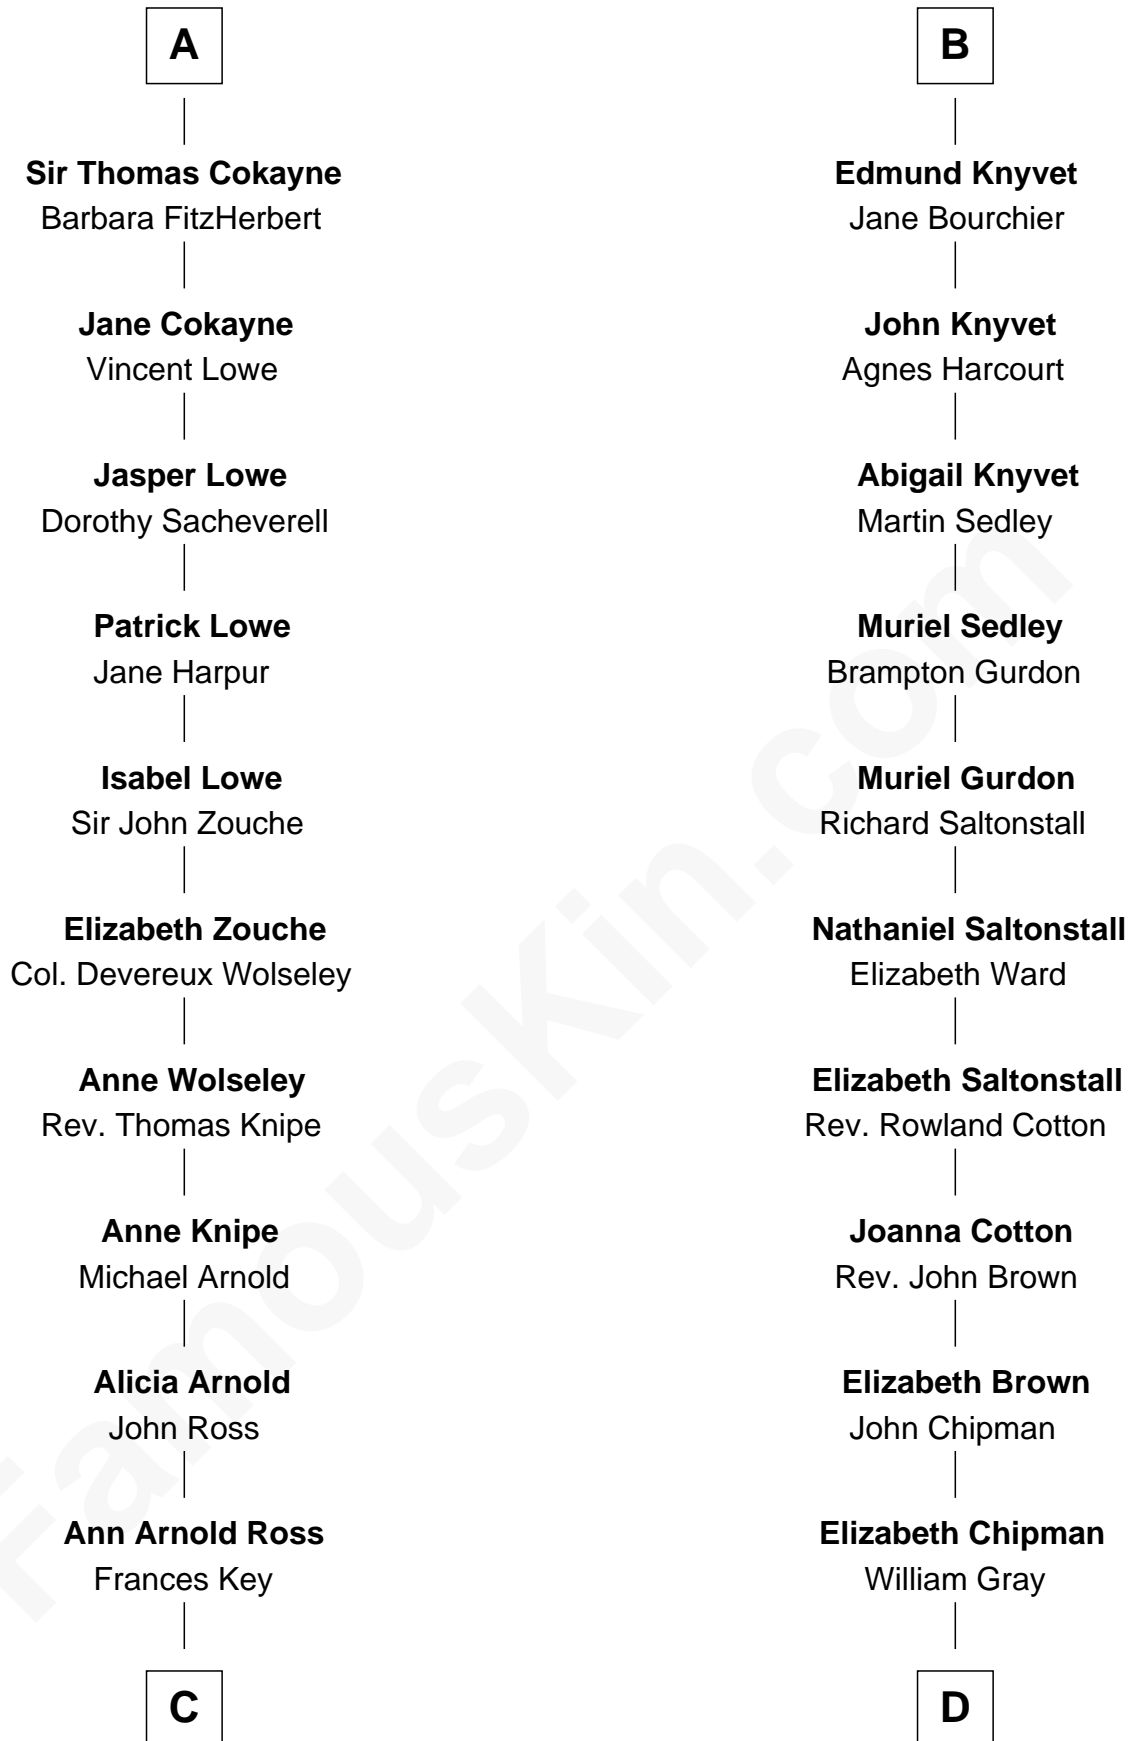 A
Sir Thomas Cokayne
Barbara FitzHerbert
Jane Cokayne
Vincent Lowe
Jasper Lowe
Dorothy Sacheverell
Patrick Lowe
Jane Harpur
Isabel Lowe
Sir John Zouche
Elizabeth Zouche
Col. Devereux Wolseley
Anne Wolseley
Rev. Thomas Knipe
Anne Knipe
Michael Arnold
Alicia Arnold
John Ross
Ann Arnold Ross
Frances Key
C
B
Edmund Knyvet
Jane Bourchier
John Knyvet
Agnes Harcourt
Abigail Knyvet
Martin Sedley
Muriel Sedley
Brampton Gurdon
Muriel Gurdon
Richard Saltonstall
Nathaniel Saltonstall
Elizabeth Ward
Elizabeth Saltonstall
Rev. Rowland Cotton
Joanna Cotton
Rev. John Brown
Elizabeth Brown
John Chipman
Elizabeth Chipman
William Gray
D
FamousKin.com